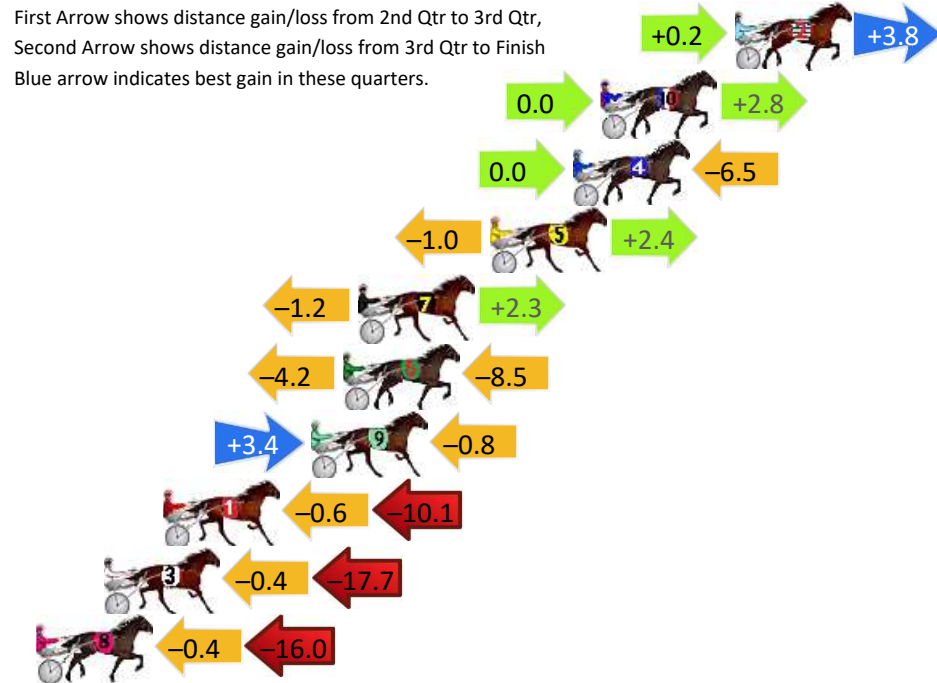 First Arrow shows distance gain/loss from 2nd Qtr to 3rd Qtr,
Second Arrow shows distance gain/loss from 3rd Qtr to Finish
Blue arrow indicates best gain in these quarters.
+0.2 2 +3.8
0.0 10 +2.8
0.0 4 –6.5
–1.0 5 +2.4
–1.2 7 +2.3
–4.2 6 –8.5
+3.4 9 –0.8
1 –0.6 –10.1
3 –0.4 –17.7
8 –0.4 –16.0